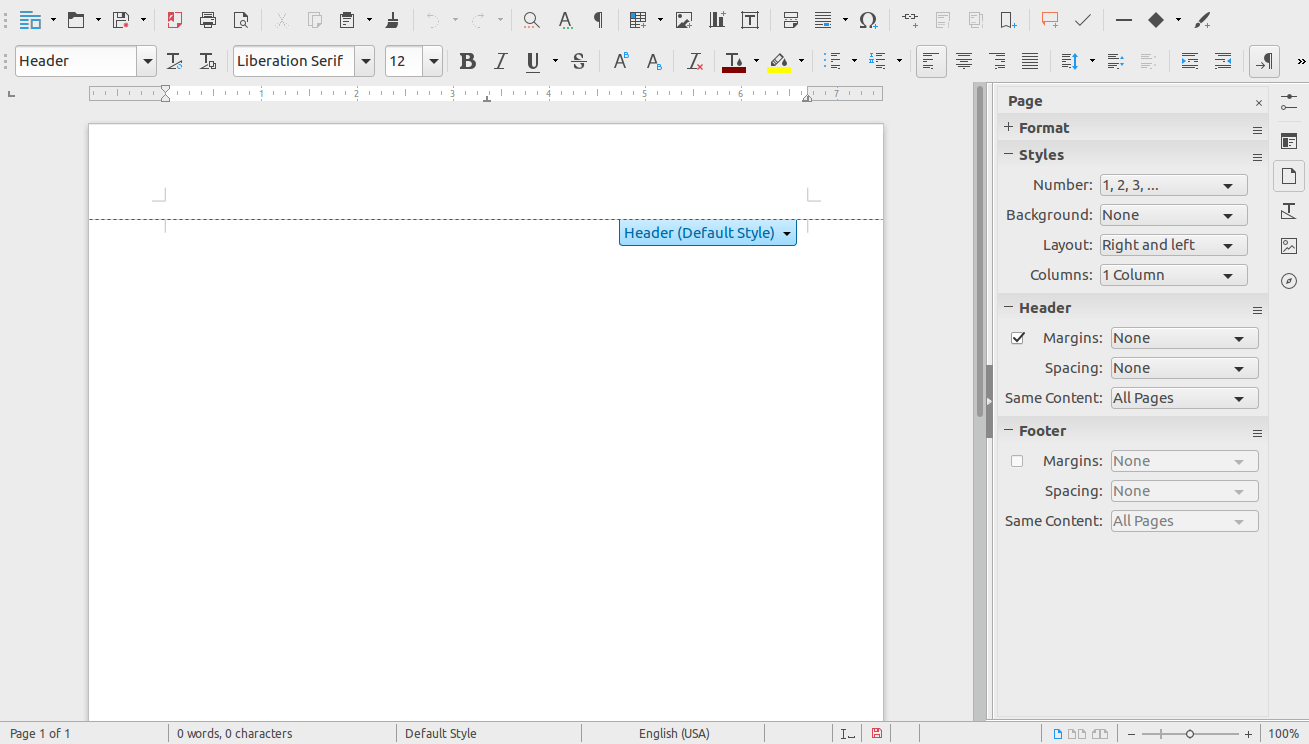 Header
Liberation Serif
12
»
1 2 3 4 5 6 7
Header (Default Style)
Page
Format
Styles
Number: 1, 2, 3, ...
Background: None
Layout: Right and left
Columns: 1 Column
Header
Margins: None
Spacing: None
Same Content: All Pages
Footer
Margins: None
Spacing: None
Same Content: All Pages
Page 1 of 1 0 words, 0 characters Default Style English (USA) 100%